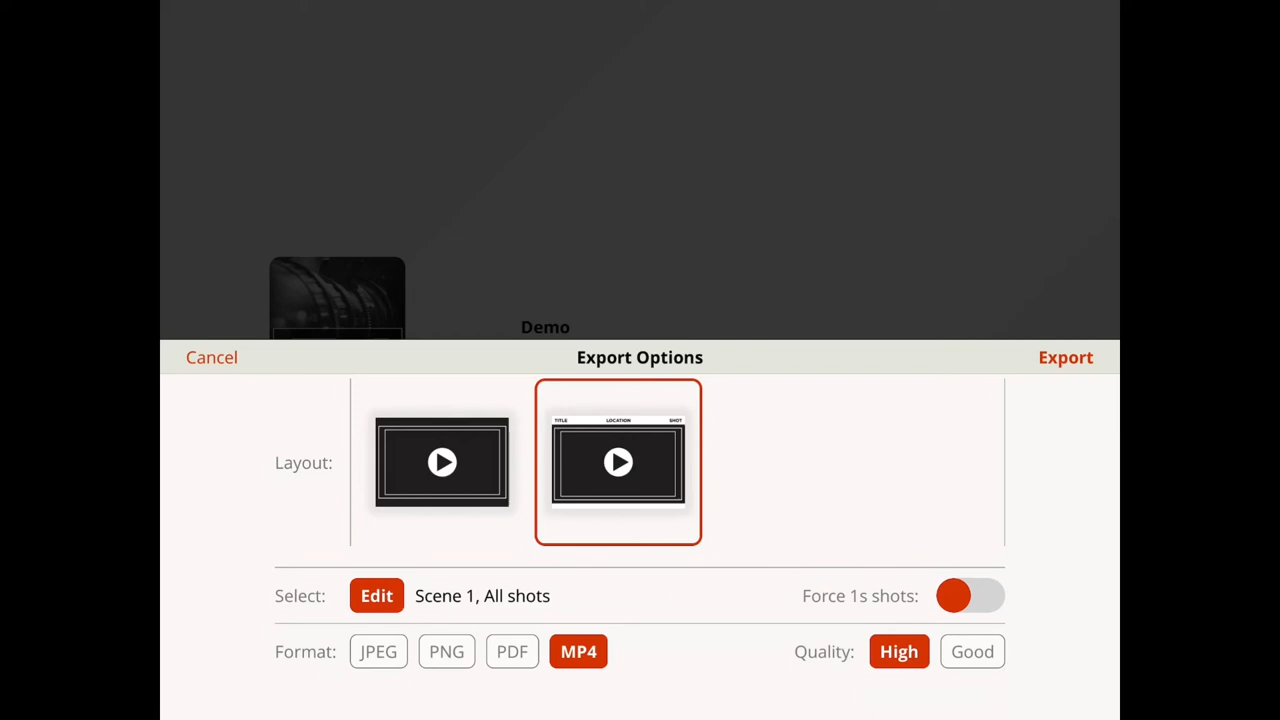 Demo
Cancel Export Options Export
Layout:
TITLE LOCATION SHOT
Select: Edit Scene 1, All shots Force 1s shots:
Format: JPEG PNG PDF MP4 Quality: High Good